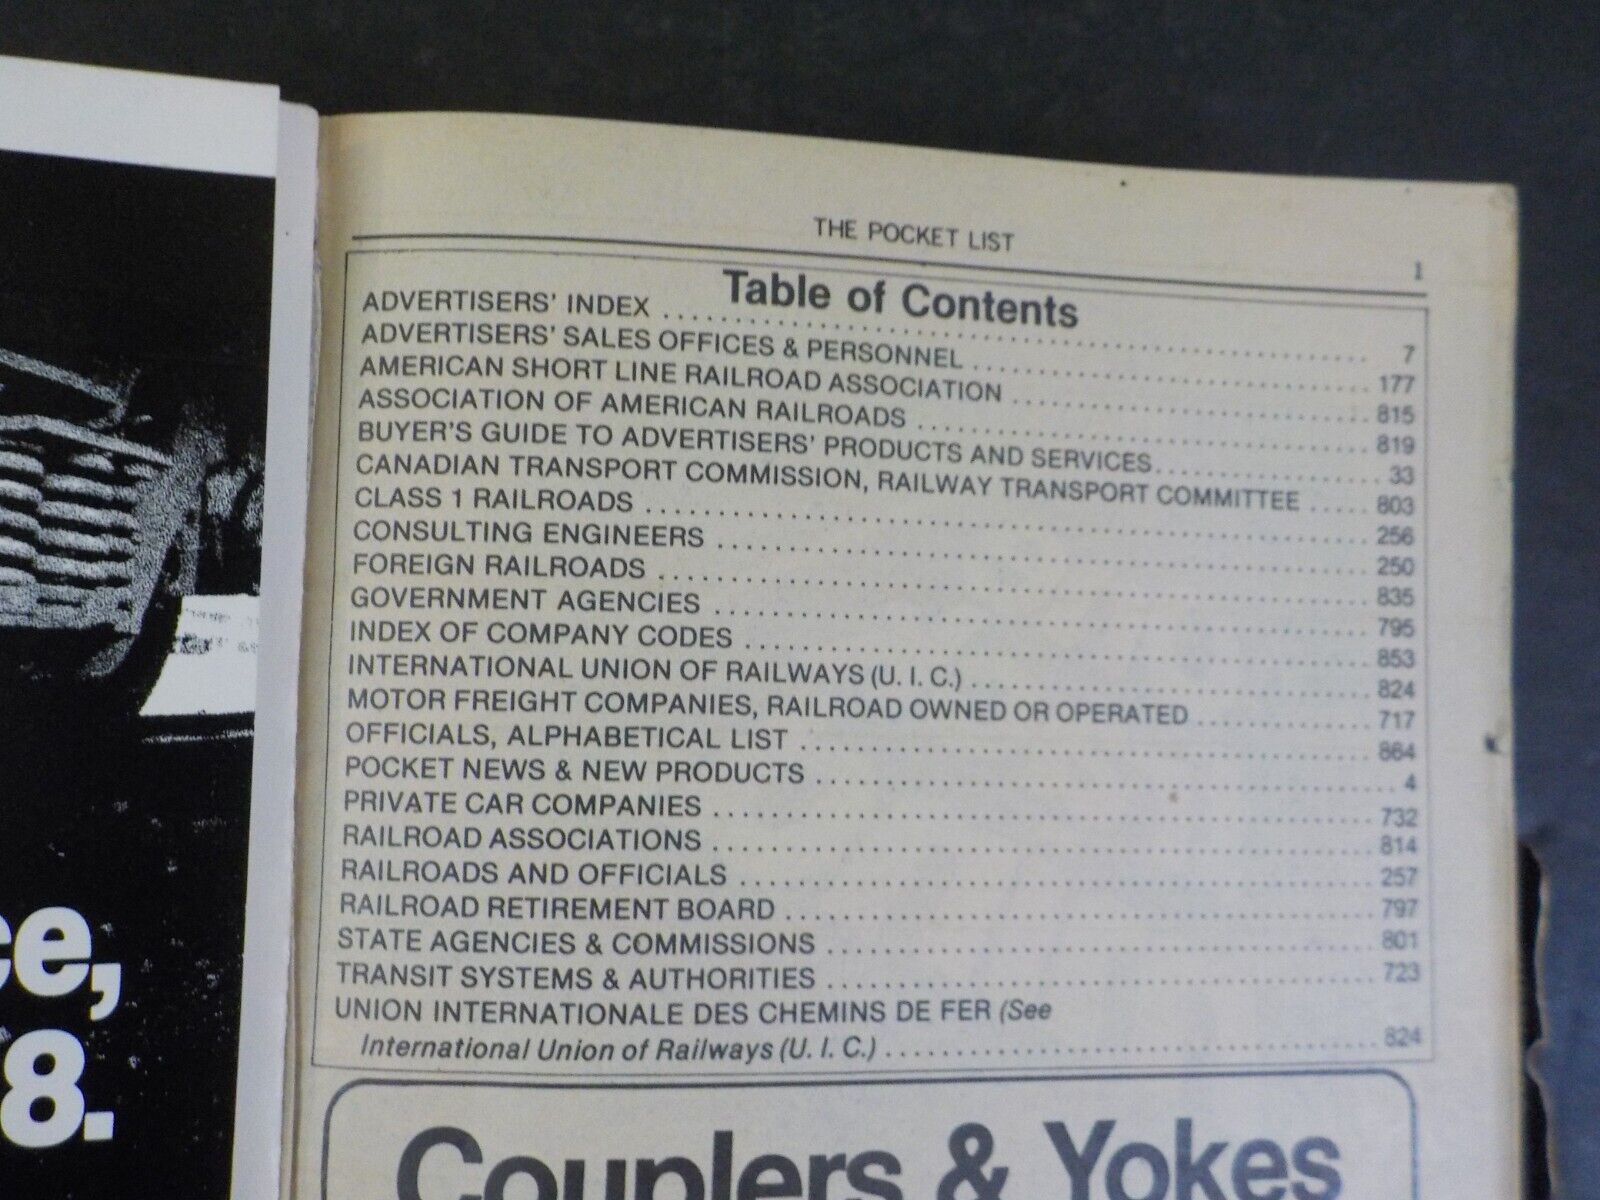 THE POCKET LIST
1
Table of Contents
ADVERTISERS' INDEX ........ 7
ADVERTISERS' SALES OFFICES & PERSONNEL ........ 177
AMERICAN SHORT LINE RAILROAD ASSOCIATION ........ 815
ASSOCIATION OF AMERICAN RAILROADS ........ 819
BUYER'S GUIDE TO ADVERTISERS' PRODUCTS AND SERVICES ........ 33
CANADIAN TRANSPORT COMMISSION, RAILWAY TRANSPORT COMMITTEE ..... 803
CLASS 1 RAILROADS ........ 256
CONSULTING ENGINEERS ........ 250
FOREIGN RAILROADS ........ 835
GOVERNMENT AGENCIES ........ 795
INDEX OF COMPANY CODES ........ 853
INTERNATIONAL UNION OF RAILWAYS (U. I. C.) ........ 824
MOTOR FREIGHT COMPANIES, RAILROAD OWNED OR OPERATED ........ 717
OFFICIALS, ALPHABETICAL LIST ........ 864
POCKET NEWS & NEW PRODUCTS ........ 4
PRIVATE CAR COMPANIES ........ 732
RAILROAD ASSOCIATIONS ........ 814
RAILROADS AND OFFICIALS ........ 257
RAILROAD RETIREMENT BOARD ........ 797
STATE AGENCIES & COMMISSIONS ........ 801
TRANSIT SYSTEMS & AUTHORITIES ........ 723
UNION INTERNATIONALE DES CHEMINS DE FER (See
International Union of Railways (U. I. C.) ........ 824
Couplers & Yokes
ce,
8.